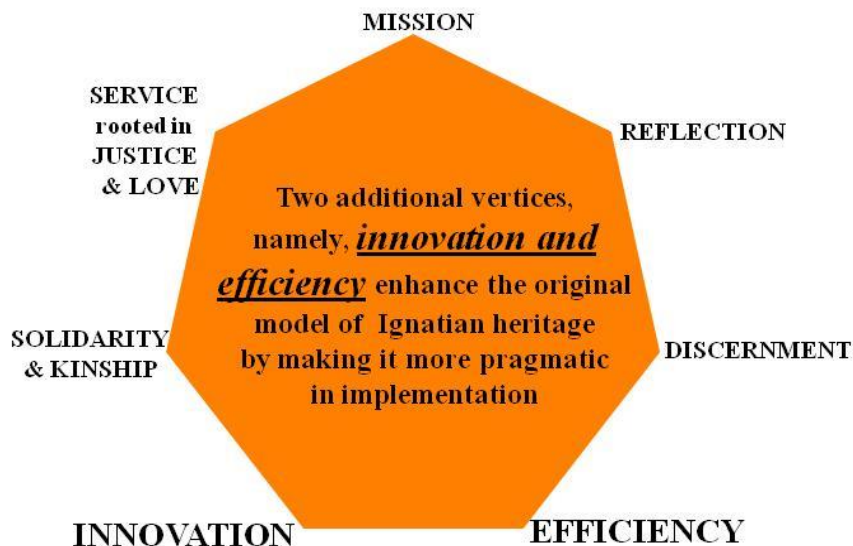 MISSION
SERVICE
rooted in
JUSTICE
& LOVE
REFLECTION
Two additional vertices,
namely, innovation and
efficiency enhance the original
model of Ignatian heritage
by making it more pragmatic
in implementation
SOLIDARITY
& KINSHIP
DISCERNMENT
INNOVATION
EFFICIENCY